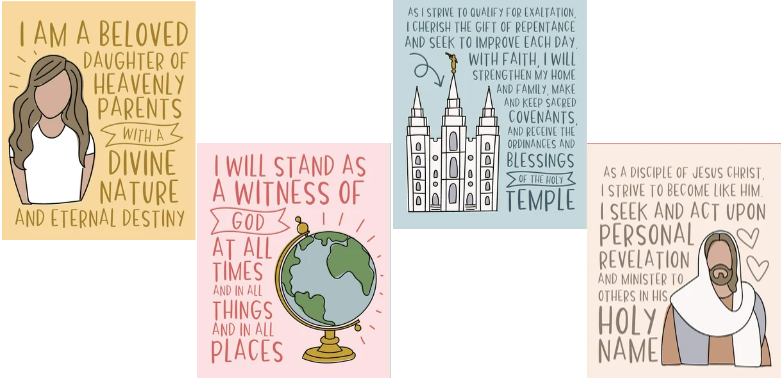 I AM A BELOVED
DAUGHTER OF
HEAVENLY
PARENTS
WITH A
DIVINE
NATURE
AND ETERNAL DESTINY
I WILL STAND AS
A WITNESS OF
GOD
AT ALL
TIMES
AND IN ALL
THINGS
AND IN ALL
PLACES
AS I STRIVE TO QUALIFY FOR EXALTATION,
I CHERISH THE GIFT OF REPENTANCE
AND SEEK TO IMPROVE EACH DAY.
WITH FAITH, I WILL
STRENGTHEN MY HOME
AND FAMILY, MAKE
AND KEEP SACRED
COVENANTS,
AND RECEIVE THE
ORDINANCES AND
BLESSINGS
OF THE HOLY
TEMPLE
AS A DISCIPLE OF JESUS CHRIST,
I STRIVE TO BECOME LIKE HIM.
I SEEK AND ACT UPON
PERSONAL
REVELATION
AND MINISTER TO
OTHERS IN HIS
HOLY
NAME